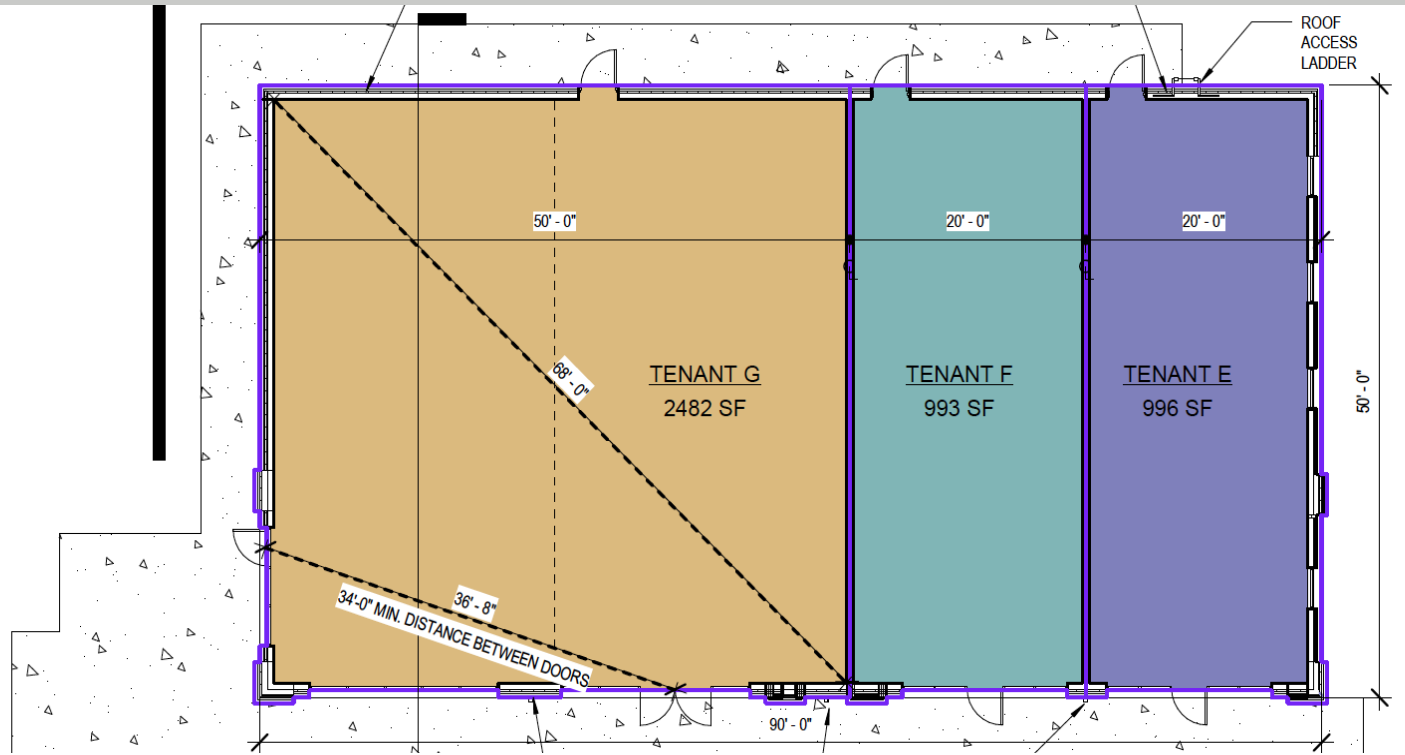 ROOF
ACCESS
LADDER
50' - 0"
20' - 0"
20' - 0"
68' - 0"
TENANT G
2482 SF
TENANT F
993 SF
TENANT E
996 SF
50' - 0"
36' - 8"
34'-0" MIN. DISTANCE BETWEEN DOORS
90' - 0"